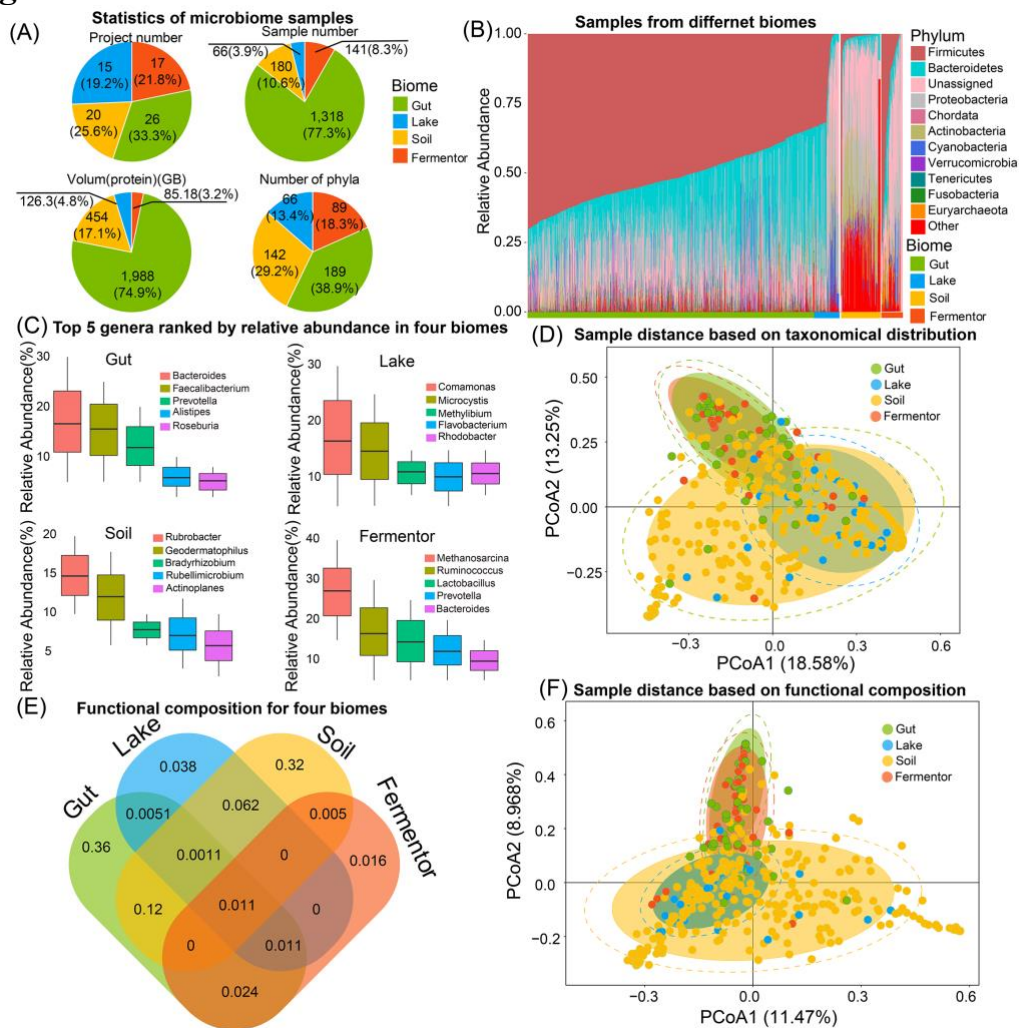 (A)
Statistics of microbiome samples
Project number
15
(19.2%)
17
(21.8%)
20
(25.6%)
26
(33.3%)
Sample number
66(3.9%)
141(8.3%)
180
(10.6%)
1,318
(77.3%)
Biome
Gut
Lake
Soil
Fermentor
Volum(protein)(GB)
126.3(4.8%)
85.18(3.2%)
454
(17.1%)
1,988
(74.9%)
Number of phyla
66
(13.4%)
89
(18.3%)
142
(29.2%)
189
(38.9%)
(B)
Samples from differnet biomes
Relative Abundance
1.00
0.75
0.50
0.25
0.00
Phylum
Firmicutes
Bacteroidetes
Unassigned
Proteobacteria
Chordata
Actinobacteria
Cyanobacteria
Verrucomicrobia
Tenericutes
Fusobacteria
Euryarchaeota
Other
Biome
Gut
Lake
Soil
Fermentor
(C)
Top 5 genera ranked by relative abundance in four biomes
Gut
Relative Abundance(%)
30
20
10
Bacteroides
Faecalibacterium
Prevotella
Alistipes
Roseburia
Lake
Relative Abundance(%)
30
20
10
Comamonas
Microcystis
Methylibium
Flavobacterium
Rhodobacter
Soil
Relative Abundance(%)
20
15
10
5
Rubrobacter
Geodermatophilus
Bradyrhizobium
Rubellimicrobium
Actinoplanes
Fermentor
Relative Abundance(%)
40
30
20
10
Methanosarcina
Ruminococcus
Lactobacillus
Prevotella
Bacteroides
(D)
Sample distance based on taxonomical distribution
PCoA2 (13.25%)
0.50
0.25
0.00
−0.25
−0.3
0.0
0.3
0.6
PCoA1 (18.58%)
Gut
Lake
Soil
Fermentor
(E)
Functional composition for four biomes
Gut
Lake
Soil
Fermentor
0.038
0.32
0.36
0.0051
0.062
0.005
0.016
0.0011
0
0.12
0.011
0
0
0.011
0.024
(F)
Sample distance based on functional composition
PCoA2 (8.968%)
0.6
0.4
0.2
0.0
−0.2
−0.3
0.0
0.3
0.6
PCoA1 (11.47%)
Gut
Lake
Soil
Fermentor